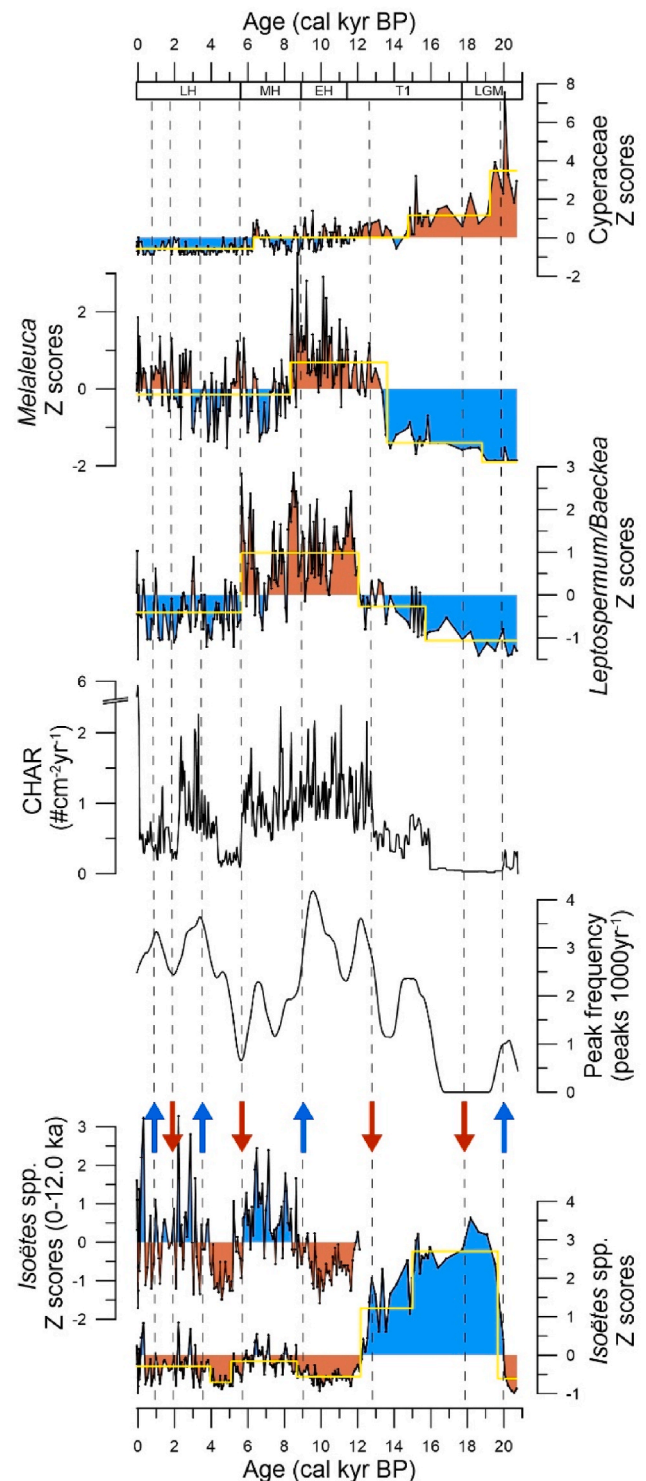 Age (cal kyr BP)
0 2 4 6 8 10 12 14 16 18 20
LH MH EH T1 LGM
8
6
4
2
0
-2
Cyperaceae
Z scores
2
0
-2
Melaleuca
Z scores
3
2
1
0
-1
Leptospermum/Baeckea
Z scores
6
2
1
0
CHAR
(#cm-2yr-1)
4
3
2
1
0
Peak frequency
(peaks 1000yr-1)
3
2
1
0
-1
-2
Isoëtes spp.
Z scores (0-12.0 ka)
4
3
2
1
0
-1
Isoëtes spp.
Z scores
0 2 4 6 8 10 12 14 16 18 20
Age (cal kyr BP)